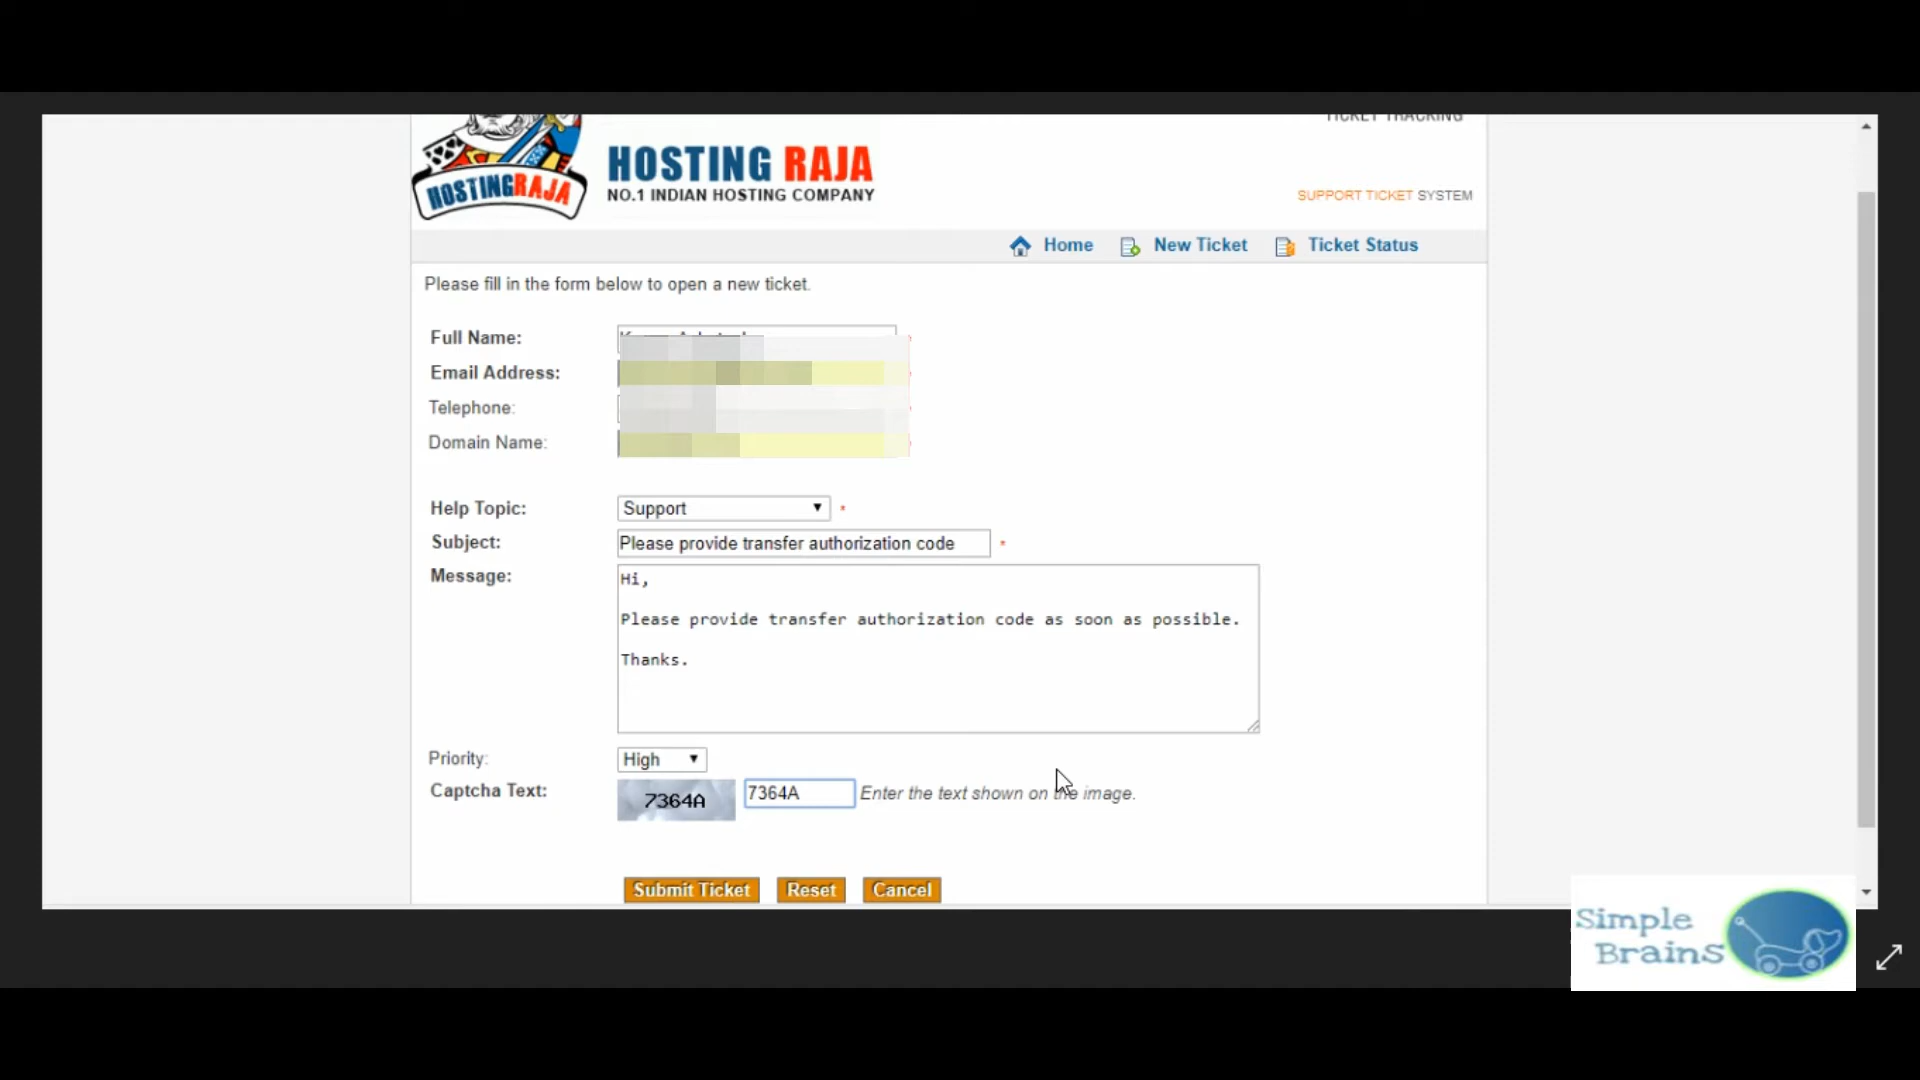 TICKET TRACKING
HOSTINGRAJA
HOSTING RAJA
NO.1 INDIAN HOSTING COMPANY
SUPPORT TICKET SYSTEM
Home
New Ticket
Ticket Status
Please fill in the form below to open a new ticket.
Full Name:
Email Address:
Telephone:
Domain Name:
Help Topic:
Support
*
Subject:
Please provide transfer authorization code
*
Message:
Hi,
Please provide transfer authorization code as soon as possible.
Thanks.
Priority:
High
Captcha Text:
7364A
7364A
Enter the text shown on the image.
Submit Ticket
Reset
Cancel
Simple
Brains